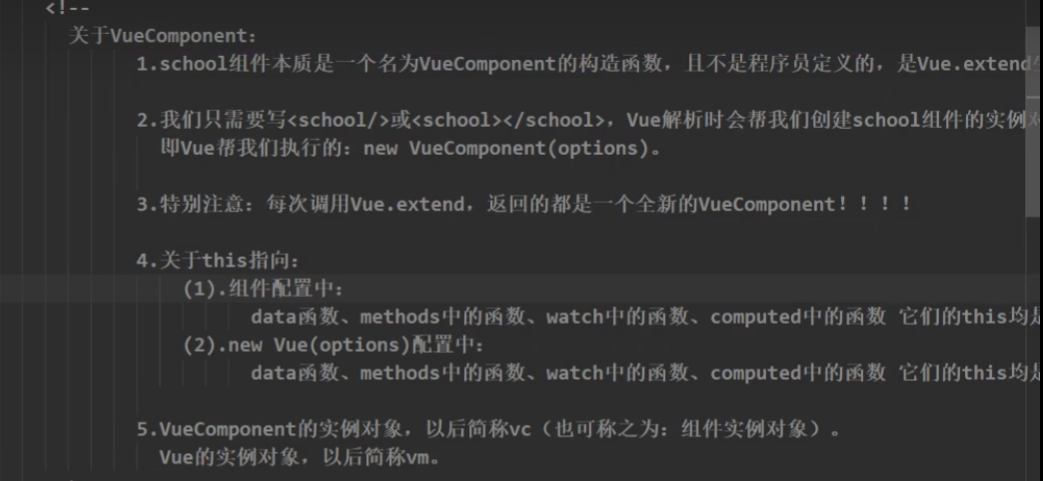 <!--
关于VueComponent:
1.school组件本质是一个名为VueComponent的构造函数，且不是程序员定义的，是Vue.extend
2.我们只需要写<school/>或<school></school>，Vue解析时会帮我们创建school组件的实例
即Vue帮我们执行的：new VueComponent(options)。
3.特别注意：每次调用Vue.extend，返回的都是一个全新的VueComponent！！！！
4.关于this指向：
(1).组件配置中：
data函数、methods中的函数、watch中的函数、computed中的函数 它们的this均
(2).new Vue(options)配置中：
data函数、methods中的函数、watch中的函数、computed中的函数 它们的this均
5.VueComponent的实例对象，以后简称vc（也可称之为：组件实例对象）。
Vue的实例对象，以后简称vm。